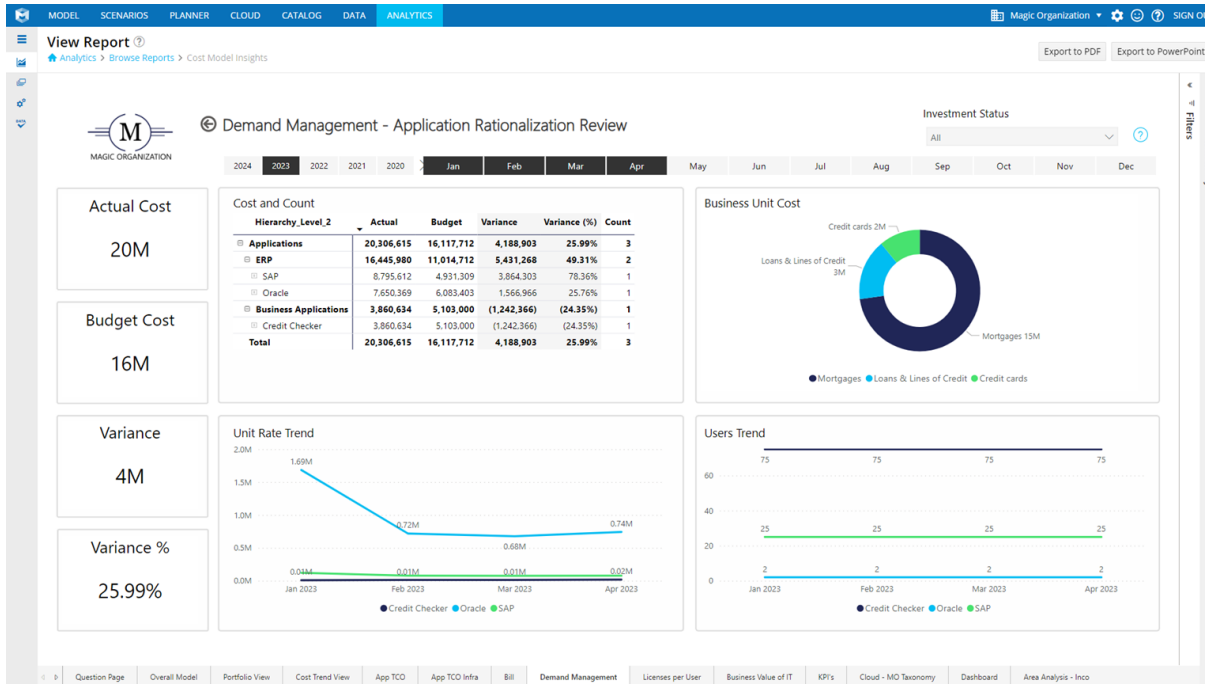 MODEL SCENARIOS PLANNER CLOUD CATALOG DATA ANALYTICS Magic Organization SIGN O
View Report
Export to PDF Export to PowerPoint
Analytics > Browse Reports > Cost Model Insights
DATA
Filters
M
MAGIC ORGANIZATION
Demand Management - Application Rationalization Review
Investment Status
All
2024 2023 2022 2021 2020 Jan Feb Mar Apr May Jun Jul Aug Sep Oct Nov Dec
Actual Cost
20M
Budget Cost
16M
Variance
4M
Variance %
25.99%
Cost and Count
Hierarchy_Level_2 Actual Budget Variance Variance (%) Count
Applications 20,306,615 16,117,712 4,188,903 25.99% 3
ERP 16,445,980 11,014,712 5,431,268 49.31% 2
SAP 8,795,612 4,931,309 3,864,303 78.36% 1
Oracle 7,650,369 6,083,403 1,566,966 25.76% 1
Business Applications 3,860,634 5,103,000 (1,242,366) (24.35%) 1
Credit Checker 3,860,634 5,103,000 (1,242,366) (24.35%) 1
Total 20,306,615 16,117,712 4,188,903 25.99% 3
Business Unit Cost
Credit cards 2M
Loans & Lines of Credit
3M
Mortgages 15M
Mortgages Loans & Lines of Credit Credit cards
Unit Rate Trend
2.0M
1.5M
1.0M
0.5M
0.0M
1.69M
0.72M
0.68M
0.74M
0.01M 0.01M 0.01M 0.02M
Jan 2023 Feb 2023 Mar 2023 Apr 2023
Credit Checker Oracle SAP
Users Trend
75 75 75 75
60
40
25 25 25 25
20
2 2 2 2
0
Jan 2023 Feb 2023 Mar 2023 Apr 2023
Credit Checker Oracle SAP
Question Page Overall Model Portfolio View Cost Trend View App TCO App TCO Infra Bill Demand Management Licenses per User Business Value of IT KPI's Cloud - MO Taxonomy Dashboard Area Analysis - Inco